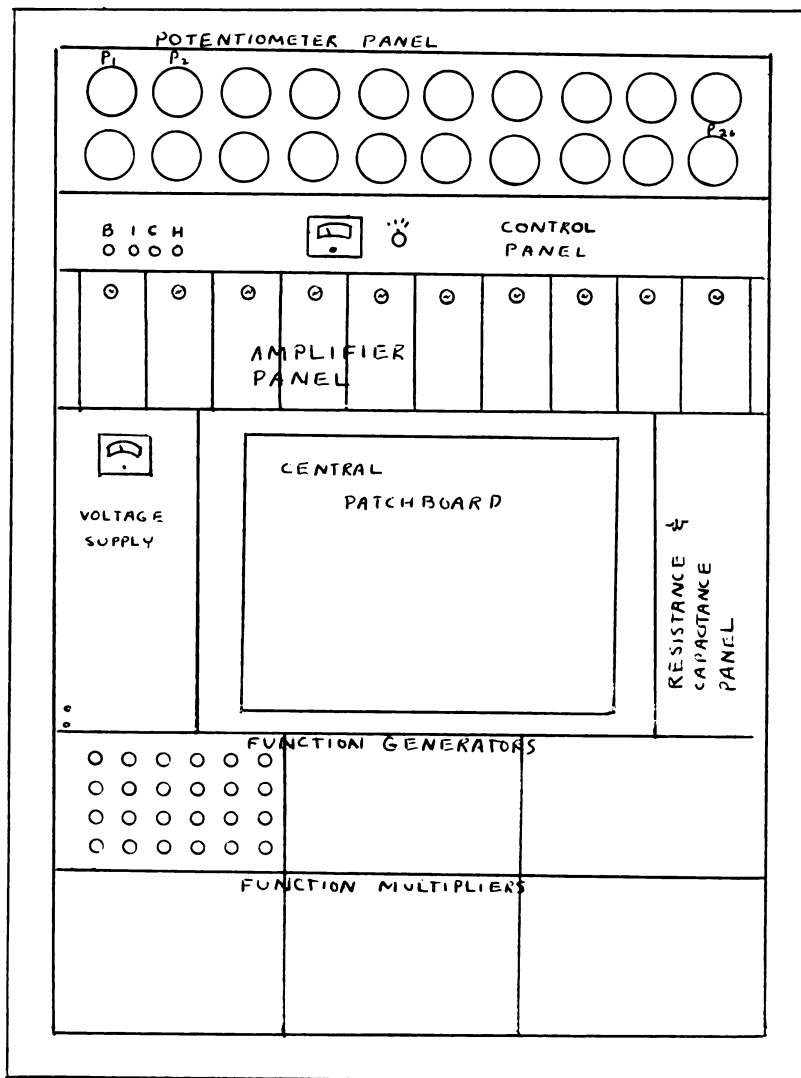 POTENTIOMETER PANEL
P1 P2
P20
B I C H
CONTROL
PANEL
AMPLIFIER
PANEL
VOLTAGE
SUPPLY
CENTRAL
PATCHBOARD
RESISTANCE &
CAPACITANCE
PANEL
FUNCTION GENERATORS
FUNCTION MULTIPLIERS